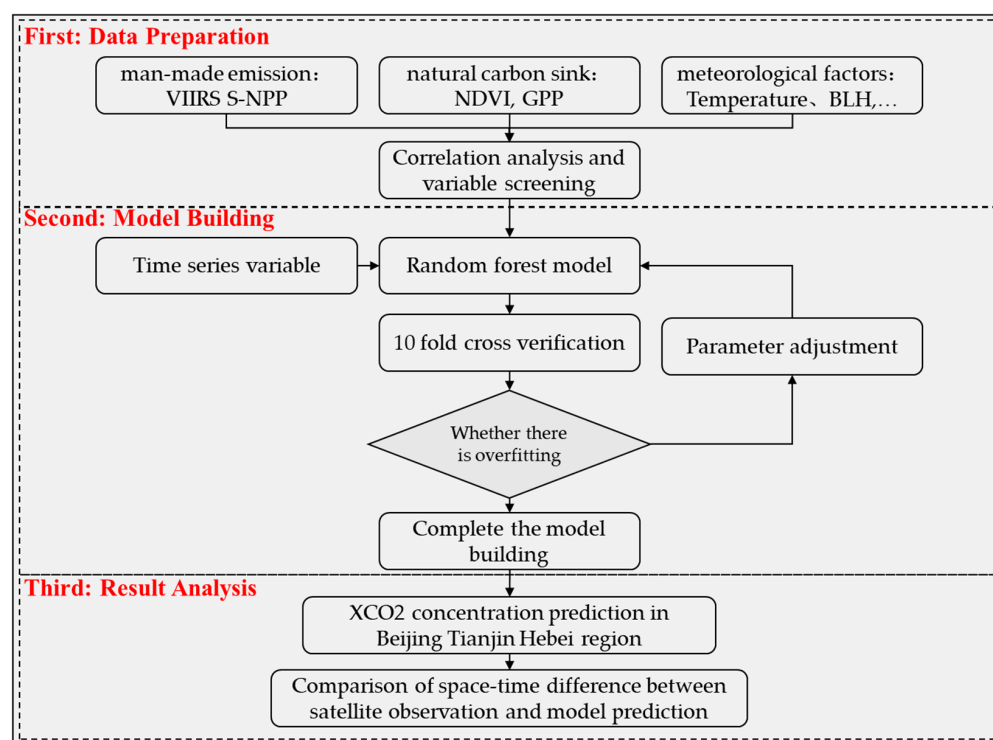 First: Data Preparation
man-made emission：
VIIRS S-NPP
natural carbon sink：
NDVI, GPP
meteorological factors：
Temperature、BLH,…
Correlation analysis and
variable screening
Second: Model Building
Time series variable
Random forest model
10 fold cross verification
Parameter adjustment
Whether there
is overfitting
Complete the model
building
Third: Result Analysis
XCO2 concentration prediction in
Beijing Tianjin Hebei region
Comparison of space-time difference between
satellite observation and model prediction